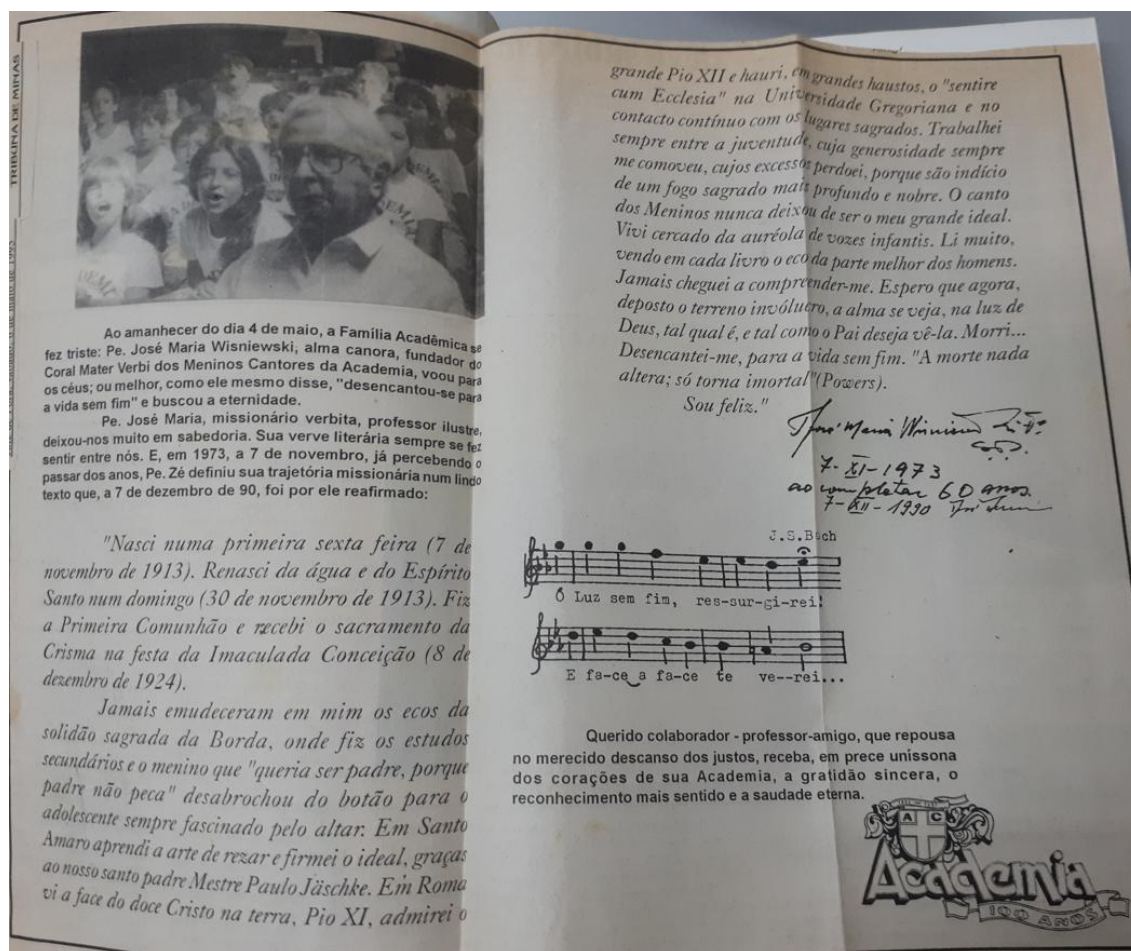 TRIBUNA DE MINAS
Ao amanhecer do dia 4 de maio, a Família Acadêmica se
fez triste: Pe. José Maria Wisniewski, alma canora, fundador do
Coral Mater Verbi dos Meninos Cantores da Academia, voou para
os céus; ou melhor, como ele mesmo disse, "desencantou-se para
a vida sem fim" e buscou a eternidade.
Pe. José Maria, missionário verbita, professor ilustre,
deixou-nos muito em sabedoria. Sua verve literária sempre se fez
sentir entre nós. E, em 1973, a 7 de novembro, já percebendo o
passar dos anos, Pe. Zé definiu sua trajetória missionária num lindo
texto que, a 7 de dezembro de 90, foi por ele reafirmado:
"Nasci numa primeira sexta feira (7 de
novembro de 1913). Renasci da água e do Espírito
Santo num domingo (30 de novembro de 1913). Fiz
a Primeira Comunhão e recebi o sacramento da
Crisma na festa da Imaculada Conceição (8 de
dezembro de 1924).
Jamais emudeceram em mim os ecos da
solidão sagrada da Borda, onde fiz os estudos
secundários e o menino que "queria ser padre, porque
padre não peca" desabrochou do botão para o
adolescente sempre fascinado pelo altar. Em Santo
Amaro aprendi a arte de rezar e firmei o ideal, graças
ao nosso santo padre Mestre Paulo Jäschke. Em Roma
vi a face do doce Cristo na terra, Pio XI, admirei o
grande Pio XII e hauri, em grandes haustos, o "sentire
cum Ecclesia" na Universidade Gregoriana e no
contacto contínuo com os lugares sagrados. Trabalhei
sempre entre a juventude, cuja generosidade sempre
me comoveu, cujos excessos perdoei, porque são indício
de um fogo sagrado mais profundo e nobre. O canto
dos Meninos nunca deixou de ser o meu grande ideal.
Vivi cercado da auréola de vozes infantis. Li muito,
vendo em cada livro o eco da parte melhor dos homens.
Jamais cheguei a compreender-me. Espero que agora,
deposto o terreno invólucro, a alma se veja, na luz de
Deus, tal qual é, e tal como o Pai deseja vê-la. Morri...
Desencantei-me, para a vida sem fim. "A morte nada
altera; só torna imortal"(Powers).
Sou feliz."
José Maria
7-XI-1973
ao completar 60 anos.
7-XII-1990
J.S.Bach
Ó Luz sem fim, res-sur-gi-rei!
E fa-ce a fa-ce te ve--rei...
Querido colaborador - professor-amigo, que repousa
no merecido descanso dos justos, receba, em prece unissona
dos corações de sua Academia, a gratidão sincera, o
reconhecimento mais sentido e a saudade eterna.
A C
Academia
100 ANOS